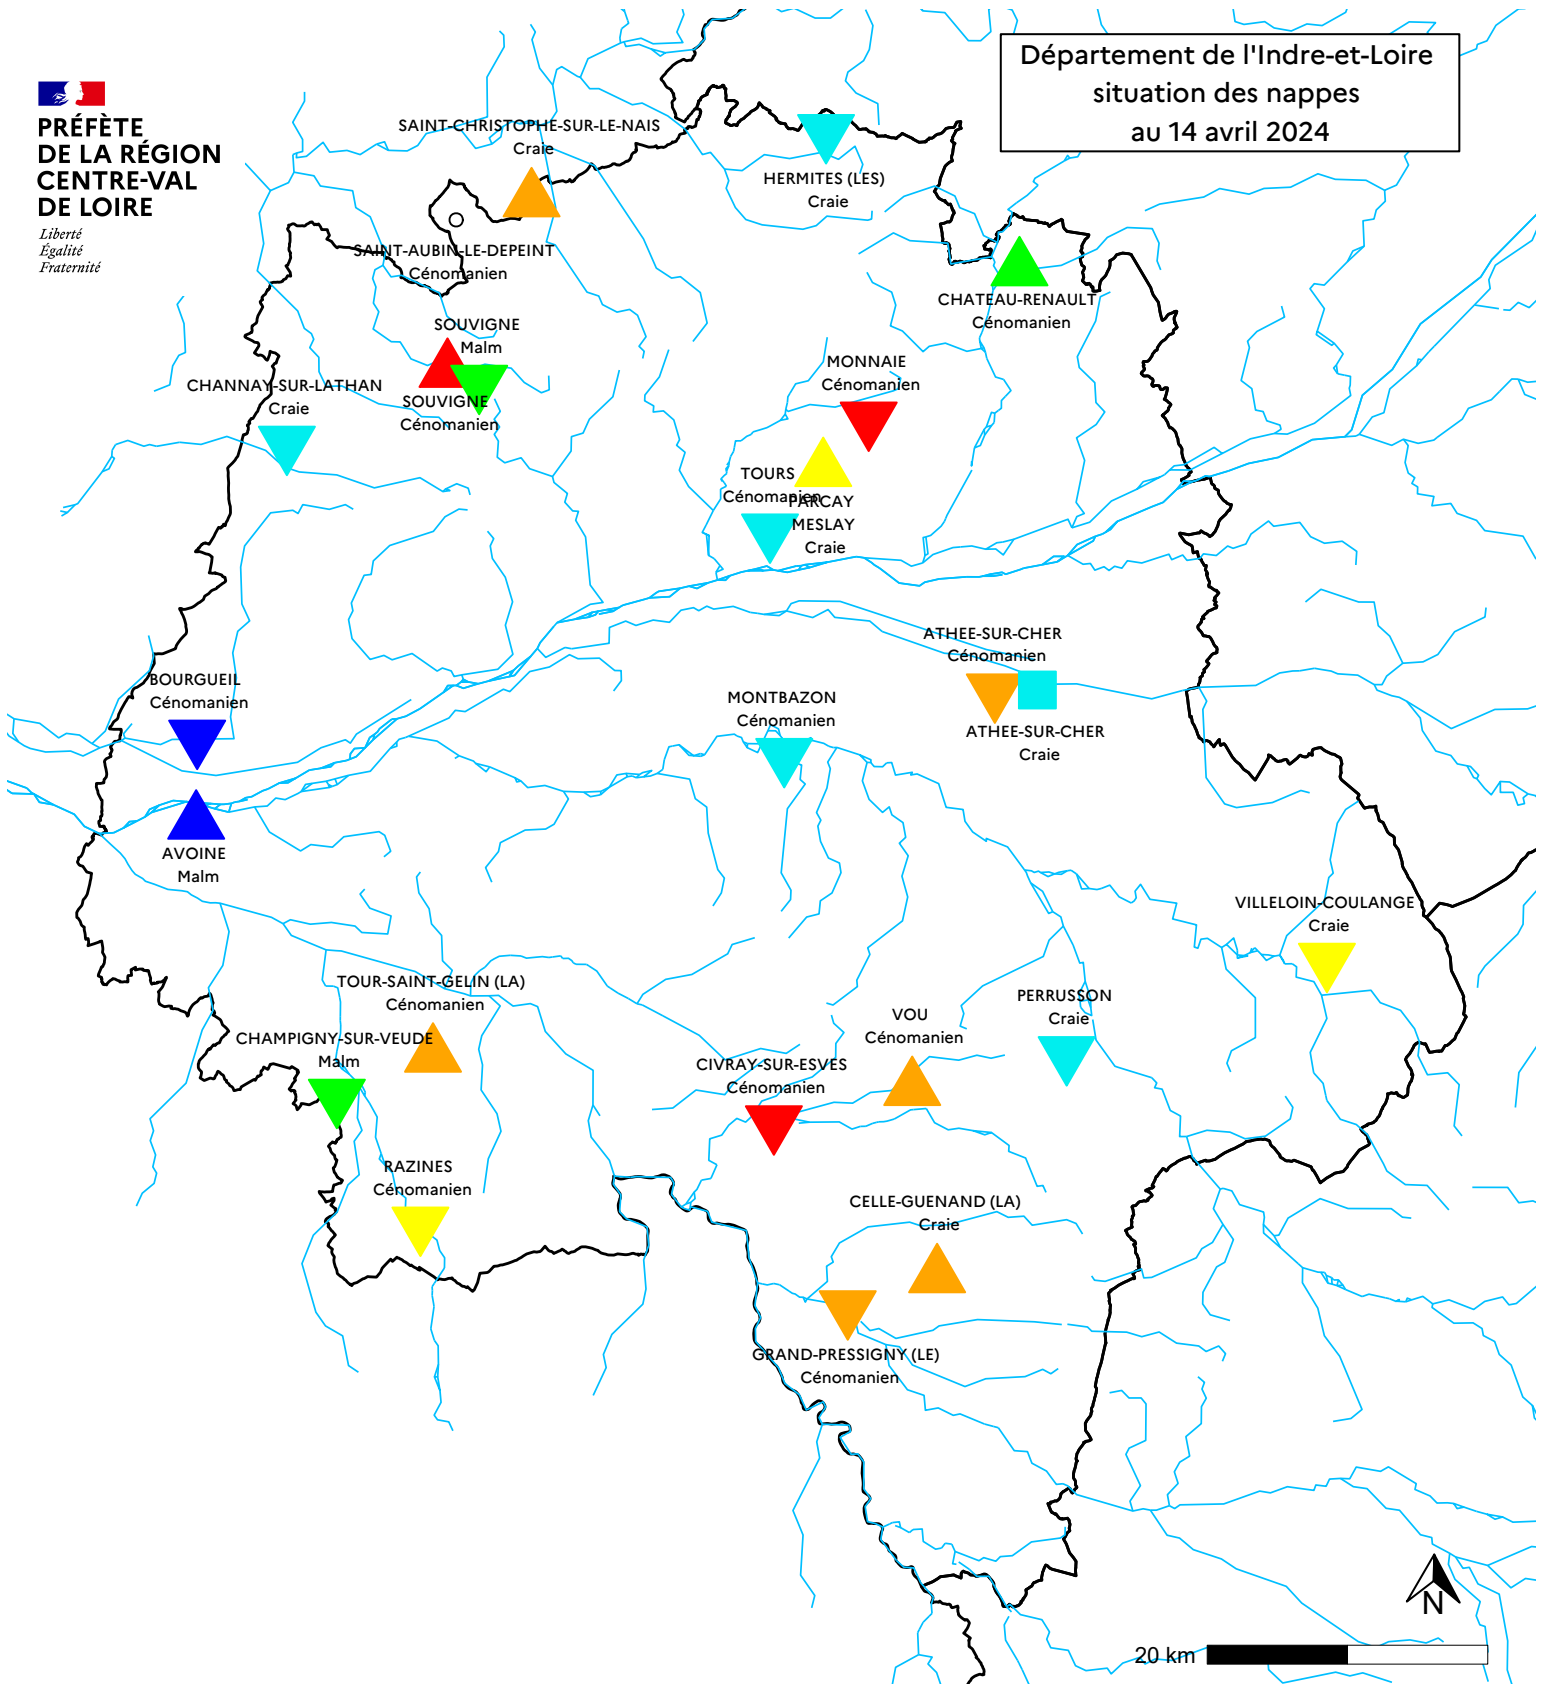 Département de l'Indre-et-Loire
situation des nappes
au 14 avril 2024
PRÉFÈTE
DE LA RÉGION
CENTRE-VAL
DE LOIRE
Liberté
Égalité
Fraternité
SAINT-CHRISTOPHE-SUR-LE-NAIS
Craie
HERMITES (LES)
Craie
SAINT-AUBIN-LE-DEPEINT
Cénomanien
CHATEAU-RENAULT
Cénomanien
SOUVIGNE
Malm
MONNAIE
Cénomanien
CHANNAY-SUR-LATHAN
Craie
SOUVIGNE
Cénomanien
TOURS
Cénomanien
PARCAY
MESLAY
Craie
ATHEE-SUR-CHER
Cénomanien
BOURGUEIL
Cénomanien
MONTBAZON
Cénomanien
ATHEE-SUR-CHER
Craie
AVOINE
Malm
VILLELOIN-COULANGE
Craie
TOUR-SAINT-GELIN (LA)
Cénomanien
PERRUSSON
Craie
VOU
Cénomanien
CHAMPIGNY-SUR-VEUDE
Malm
CIVRAY-SUR-ESVES
Cénomanien
RAZINES
Cénomanien
CELLE-GUENAND (LA)
Craie
GRAND-PRESSIGNY (LE)
Cénomanien
N
20 km